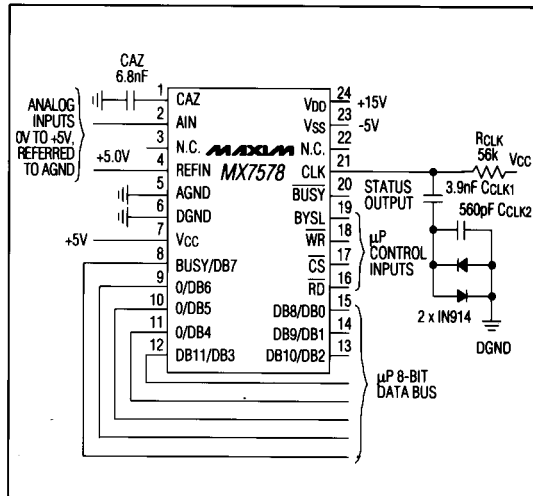 CAZ
6.8nF
ANALOG
INPUTS
0V TO +5V,
REFERRED
TO AGND
+5.0V
+5V
1 CAZ
2 AIN
3 N.C.
4 REFIN
5 AGND
6 DGND
7 VCC
8 BUSY/DB7
9 0/DB6
10 0/DB5
11 0/DB4
12 DB11/DB3
MAXIM
MX7578
VDD 24 +15V
VSS 23 -5V
N.C. 22
CLK 21
BUSY 20
BYSL 19
WR 18
CS 17
RD 16
DB8/DB0 15
DB9/DB1 14
DB10/DB2 13
STATUS
OUTPUT
μP
CONTROL
INPUTS
μP 8-BIT
DATA BUS
RCLK
56k
VCC
3.9nF CCLK1
560pF CCLK2
2 x IN914
DGND